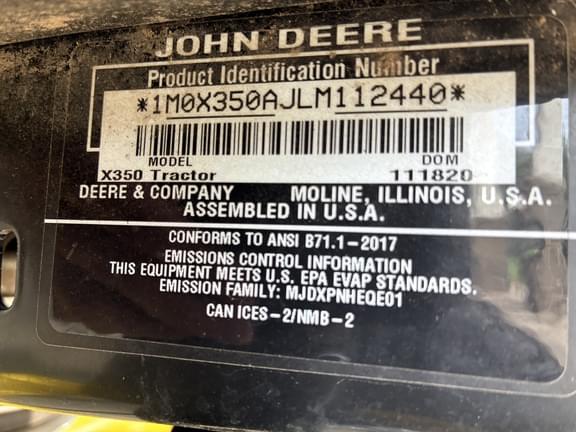 JOHN DEERE
Product Identification Number
*1M0X350AJLM112440*
MODEL DOM
X350 Tractor 111820
DEERE & COMPANY MOLINE, ILLINOIS, U.S.A.
ASSEMBLED IN U.S.A.
CONFORMS TO ANSI B71.1-2017
EMISSIONS CONTROL INFORMATION
THIS EQUIPMENT MEETS U.S. EPA EVAP STANDARDS.
EMISSION FAMILY: MJDXPNHEQE01
CAN ICES-2/NMB-2